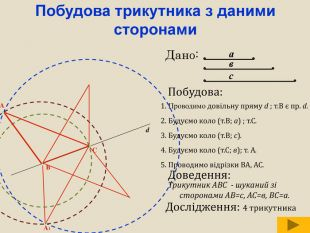 Побудова трикутника з даними
сторонами
Дано:
а
в
с
Побудова:
1. Проводимо довільну пряму d; т.В є пр. d.
2. Будуємо коло (т.В; а) ; т.С.
3. Будуємо коло (т.В; с).
4. Будуємо коло (т.С; в); т. А.
5. Проводимо відрізки ВА, АС.
Доведення:
Трикутник АВС - шуканий зі
сторонами АВ=с, АС=в, ВС=а.
Дослідження: 4 трикутника
А
d
С
В
А₁